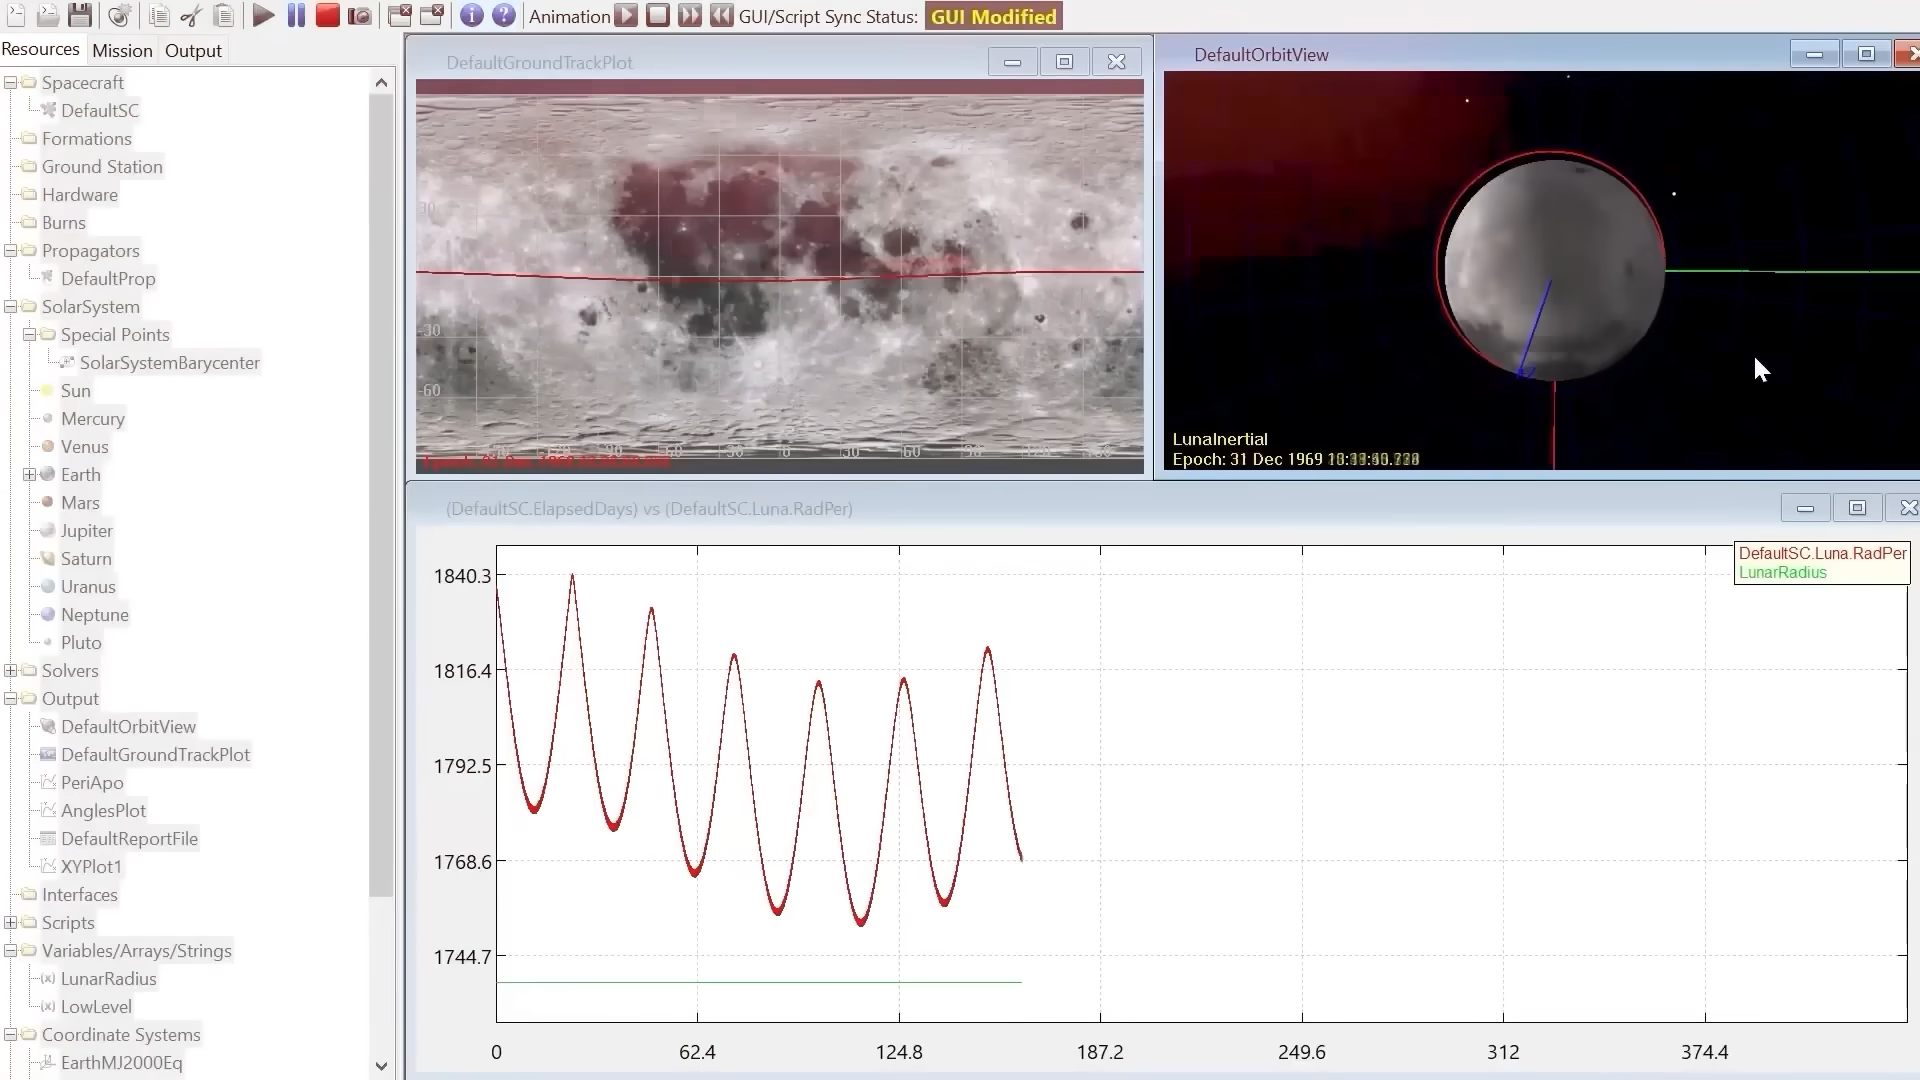 Animation GUI/Script Sync Status: GUI Modified
Resources Mission Output
Spacecraft
DefaultSC
Formations
Ground Station
Hardware
Burns
Propagators
DefaultProp
SolarSystem
Special Points
SolarSystemBarycenter
Sun
Mercury
Venus
Earth
Mars
Jupiter
Saturn
Uranus
Neptune
Pluto
Solvers
Output
DefaultOrbitView
DefaultGroundTrackPlot
PeriApo
AnglesPlot
DefaultReportFile
XYPlot1
Interfaces
Scripts
Variables/Arrays/Strings
LunarRadius
LowLevel
Coordinate Systems
EarthMJ2000Eq
DefaultGroundTrackPlot
-30
-60
DefaultOrbitView
LunaInertial
Epoch: 31 Dec 1969
(DefaultSC.ElapsedDays) vs (DefaultSC.Luna.RadPer)
DefaultSC.Luna.RadPer
LunarRadius
1840.3
1816.4
1792.5
1768.6
1744.7
0 62.4 124.8 187.2 249.6 312 374.4